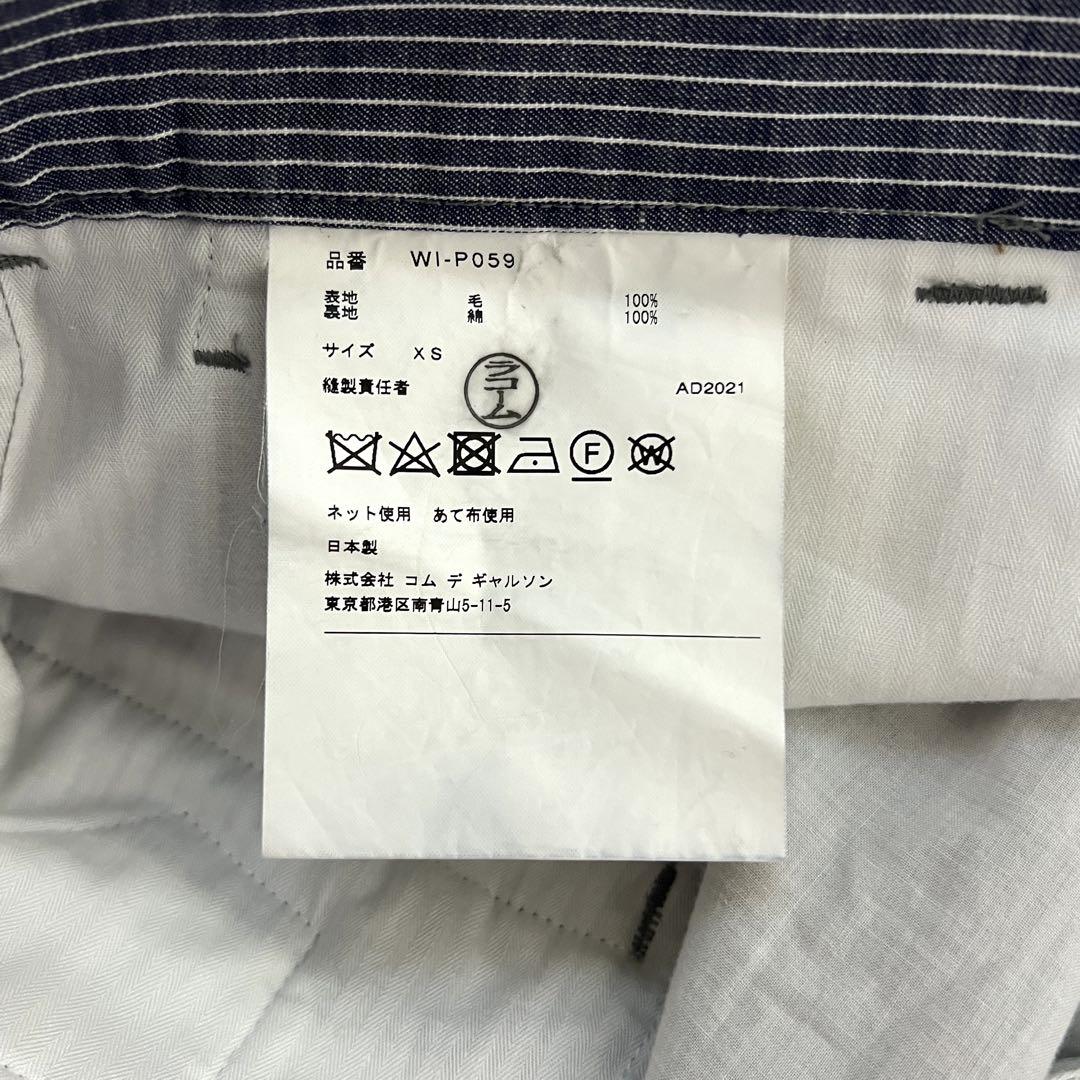 品番 WI-P059
表地 毛 100%
裏地 綿 100%
サイズ XS
縫製責任者 ラコーム AD2021
F W
ネット使用 あて布使用
日本製
株式会社 コム デ ギャルソン
東京都港区南青山5-11-5